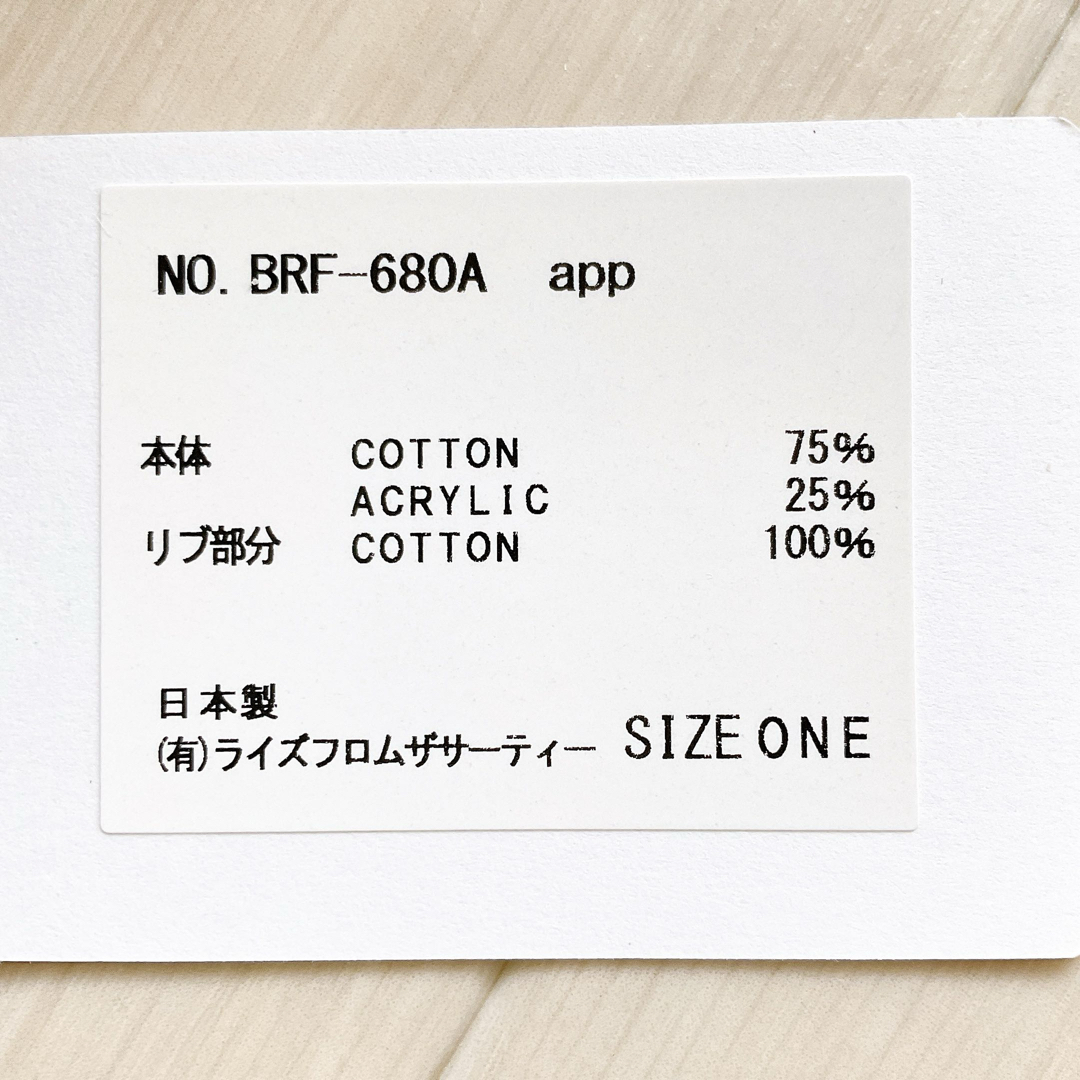 NO. BRF-680A app
本体 COTTON 75%
ACRYLIC 25%
リブ部分 COTTON 100%
日本製
(有)ライズフロムザサーティー SIZE ONE